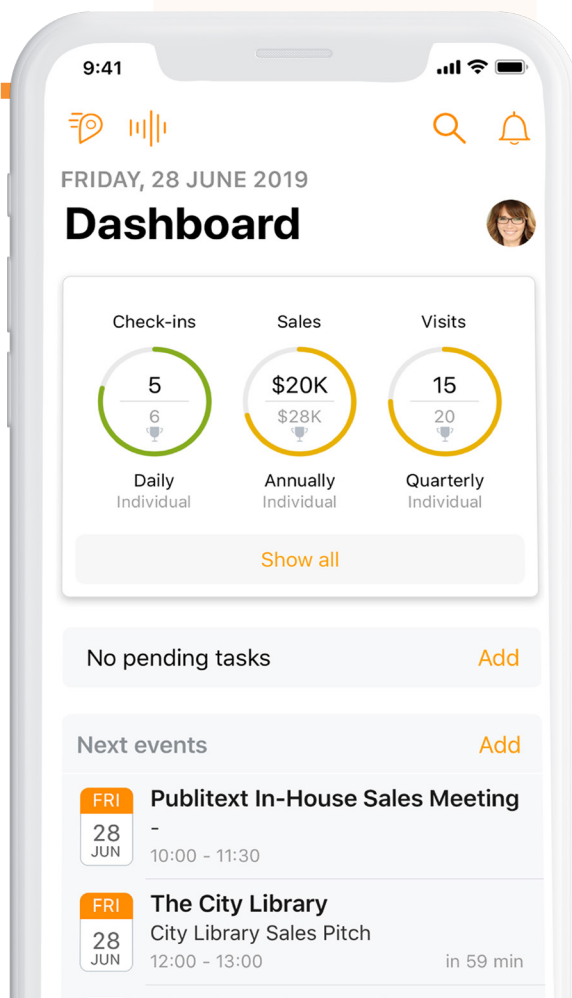 9:41
FRIDAY, 28 JUNE 2019
Dashboard
Check-ins Sales Visits
5 $20K 15
6 $28K 20
Daily Annually Quarterly
Individual Individual Individual
Show all
No pending tasks Add
Next events Add
FRI Publitext In-House Sales Meeting
28 -
JUN 10:00 - 11:30
FRI The City Library
28 City Library Sales Pitch
JUN 12:00 - 13:00 in 59 min